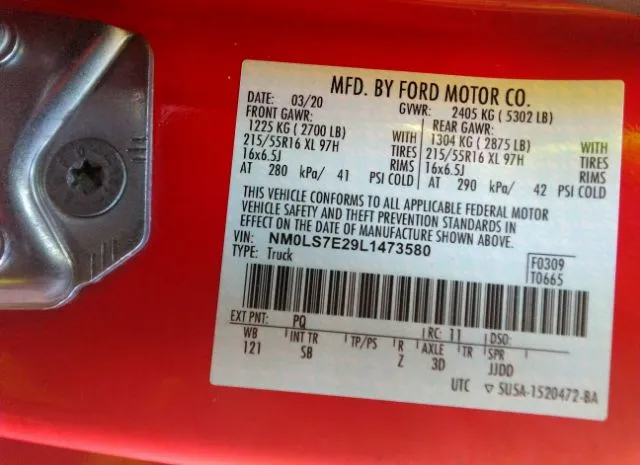 MFD. BY FORD MOTOR CO.
DATE: 03/20 GVWR: 2405 KG ( 5302 LB)
FRONT GAWR: REAR GAWR:
1225 KG ( 2700 LB) WITH 1304 KG ( 2875 LB) WITH
215/55R16 XL 97H TIRES 215/55R16 XL 97H TIRES
16x6.5J RIMS 16x6.5J RIMS
AT 280 kPa/ 41 PSI COLD AT 290 kPa/ 42 PSI COLD
THIS VEHICLE CONFORMS TO ALL APPLICABLE FEDERAL MOTOR
VEHICLE SAFETY AND THEFT PREVENTION STANDARDS IN
EFFECT ON THE DATE OF MANUFACTURE SHOWN ABOVE.
VIN: NM0LS7E29L1473580
TYPE: Truck F0309
T0665
EXT PNT: PQ RC: 11 DSO:
WB INT TR TP/PS R AXLE TR SPR
121 SB Z 3D JJDD
UTC ▽ SU5A-1520472-BA